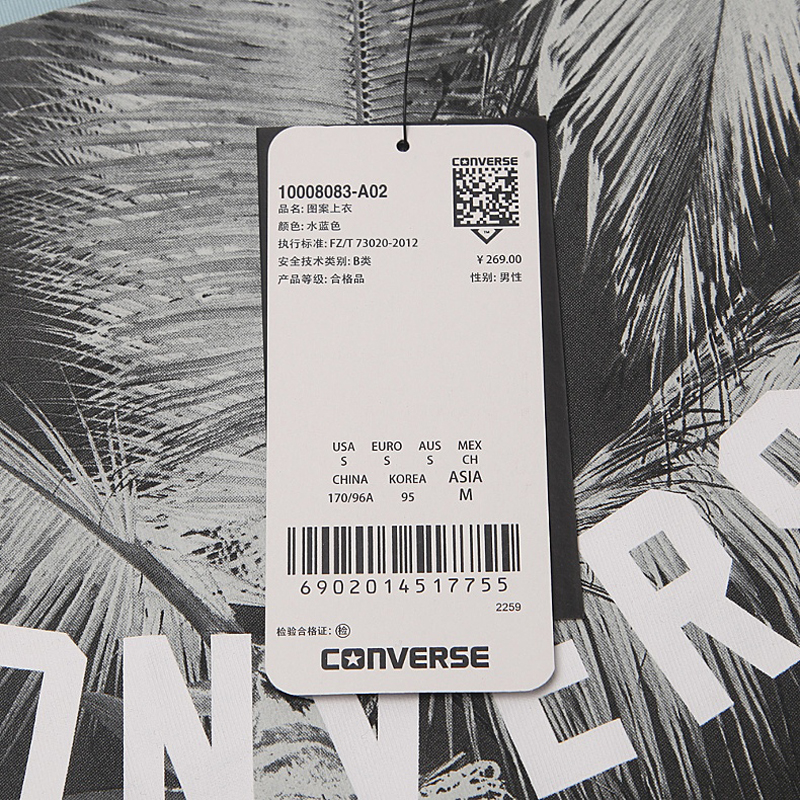 CONVERSE
10008083-A02
品名: 图案上衣
颜色: 水蓝色
执行标准: FZ/T 73020-2012
安全技术类别: B类
¥ 269.00
产品等级: 合格品
性别: 男性
USA EURO AUS MEX
S S S CH
CHINA KOREA ASIA
170/96A 95 M
6902014517755
2259
检验合格证: 检
CONVERSE
ONVERS